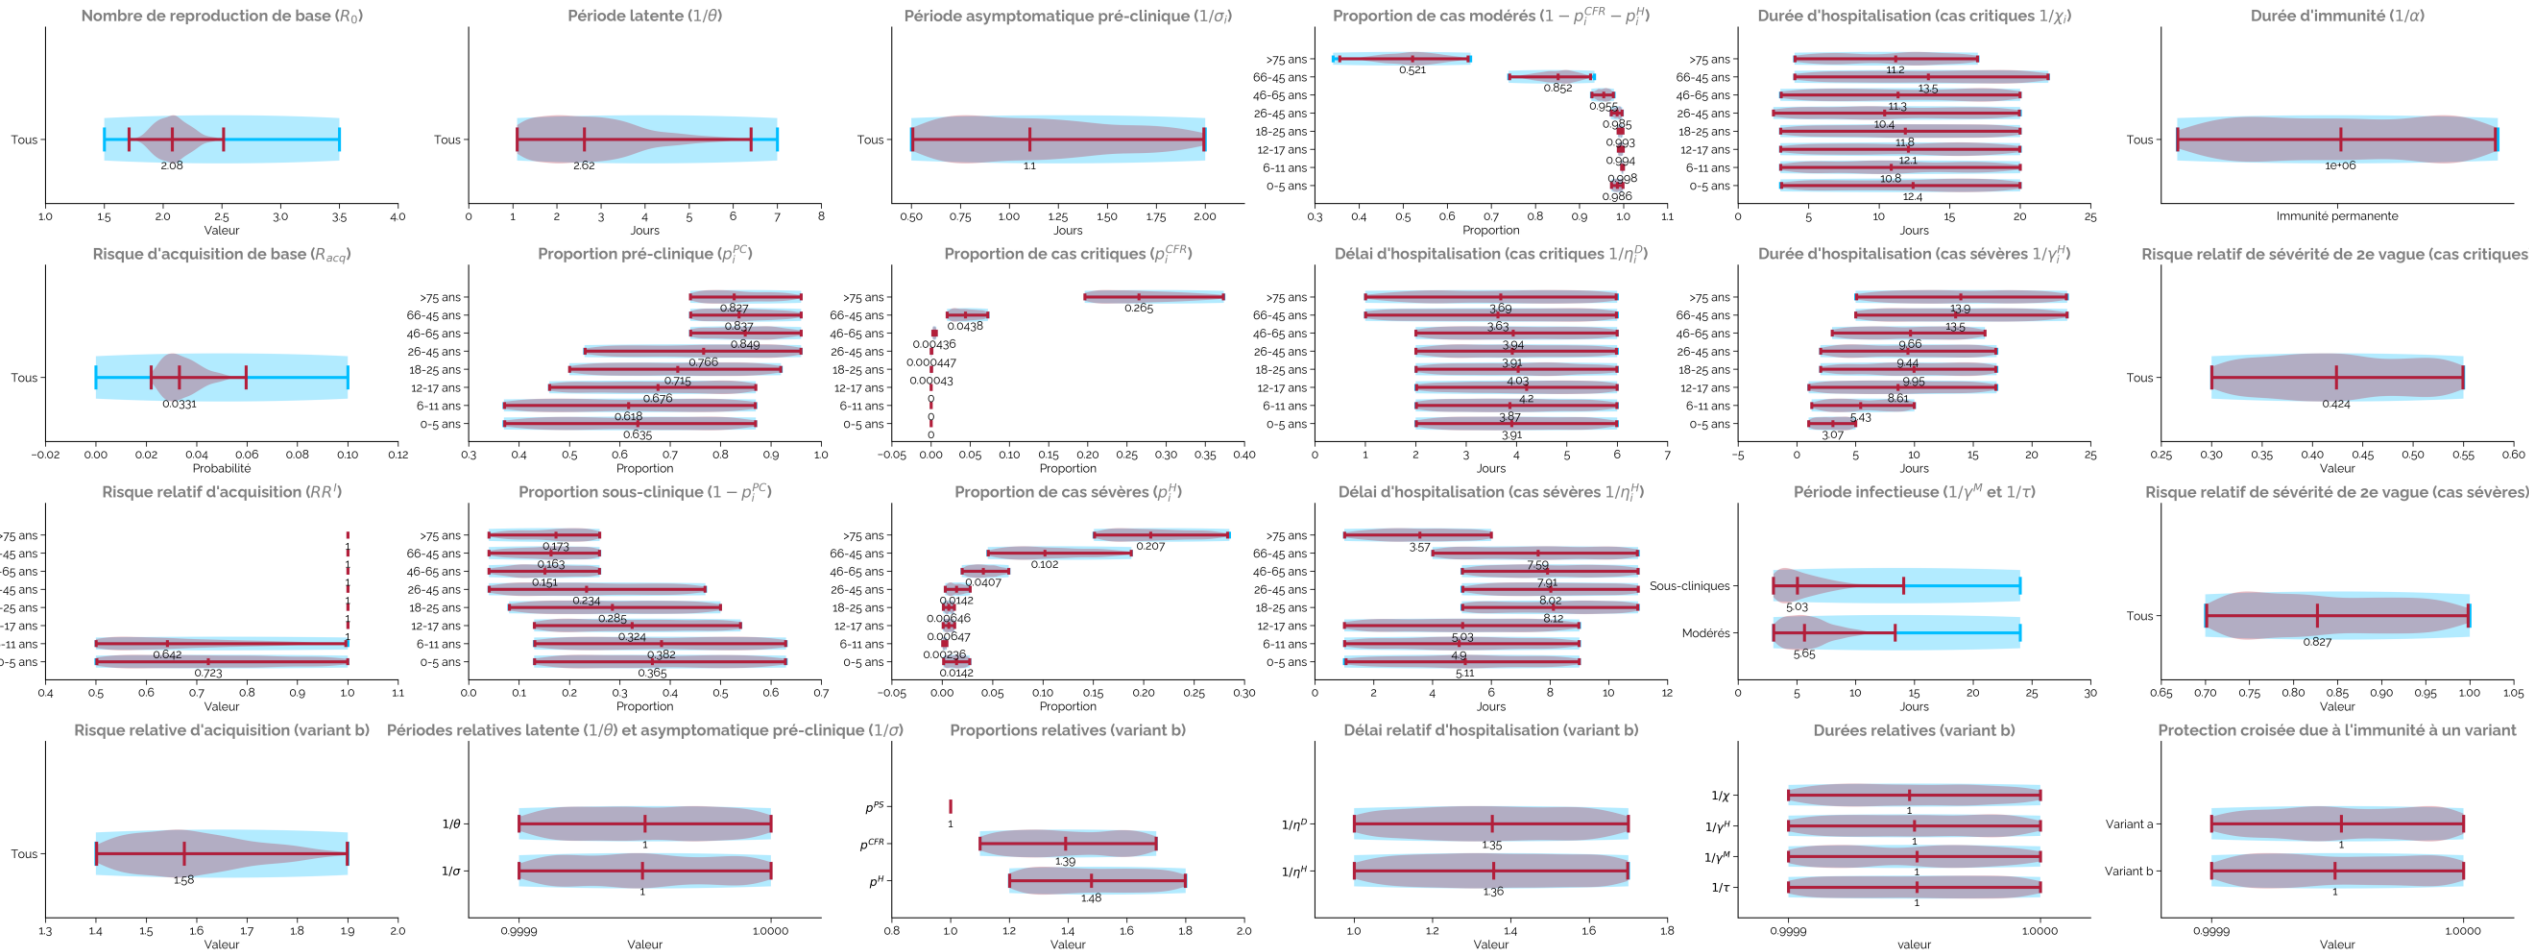 Nombre de reproduction de base (R₀)
Tous
2.08
1.0 1.5 2.0 2.5 3.0 3.5 4.0
Valeur
Période latente (1/θ)
2.62
0 1 2 3 4 5 6 7 8
Jours
Période asymptomatique pré-clinique (1/σᵢ)
Tous
1.1
0.50 0.75 1.00 1.25 1.50 1.75 2.00
Jours
Proportion de cas modérés (1 − pᵢ^CFR − pᵢ^H)
>75 ans
0.521
66-45 ans
0.852
46-65 ans
0.955
26-45 ans
0.985
18-25 ans
0.993
12-17 ans
0.994
6-11 ans
0.998
0-5 ans
0.986
0.3 0.4 0.5 0.6 0.7 0.8 0.9 1.0 1.1
Proportion
Durée d'hospitalisation (cas critiques 1/χᵢ)
>75 ans
11.2
66-45 ans
13.5
46-65 ans
11.3
26-45 ans
10.4
18-25 ans
11.8
12-17 ans
12.1
6-11 ans
10.8
0-5 ans
12.4
0 5 10 15 20 25
Jours
Durée d'immunité (1/α)
Tous
1e+06
Immunité permanente
Risque d'acquisition de base (R_acq)
Tous
0.0331
−0.02 0.00 0.02 0.04 0.06 0.08 0.10 0.12
Probabilité
Proportion pré-clinique (pᵢ^PC)
>75 ans
0.827
66-45 ans
0.837
46-65 ans
0.849
26-45 ans
0.766
18-25 ans
0.715
12-17 ans
0.676
6-11 ans
0.618
0-5 ans
0.635
0.3 0.4 0.5 0.6 0.7 0.8 0.9 1.0
Proportion
Proportion de cas critiques (pᵢ^CFR)
>75 ans
0.265
66-45 ans
0.0438
46-65 ans
0.00436
26-45 ans
0.000447
18-25 ans
0.00043
12-17 ans
0
6-11 ans
0
0-5 ans
0
−0.05 0.00 0.05 0.10 0.15 0.20 0.25 0.30 0.35 0.40
Proportion
Délai d'hospitalisation (cas critiques 1/ηᵢ^D)
>75 ans
3.69
66-45 ans
3.63
46-65 ans
3.94
26-45 ans
3.91
18-25 ans
4.03
12-17 ans
4.2
6-11 ans
3.87
0-5 ans
3.91
0 1 2 3 4 5 6 7
Jours
Durée d'hospitalisation (cas sévères 1/γᵢ^H)
>75 ans
13.9
66-45 ans
13.5
46-65 ans
9.66
26-45 ans
9.44
18-25 ans
9.95
12-17 ans
8.61
6-11 ans
5.43
0-5 ans
3.07
−5 0 5 10 15 20 25
Jours
Risque relatif de sévérité de 2e vague (cas critiques
Tous
0.424
0.25 0.30 0.35 0.40 0.45 0.50 0.55 0.60
Valeur
Risque relatif d'acquisition (RR^I)
>75 ans
1
-45 ans
1
-65 ans
1
-45 ans
1
-25 ans
1
-17 ans
1
-11 ans
0.642
0-5 ans
0.723
0.4 0.5 0.6 0.7 0.8 0.9 1.0 1.1
Valeur
Proportion sous-clinique (1 − pᵢ^PC)
>75 ans
0.173
66-45 ans
0.163
46-65 ans
0.151
26-45 ans
0.234
18-25 ans
0.285
12-17 ans
0.324
6-11 ans
0.382
0-5 ans
0.365
0.0 0.1 0.2 0.3 0.4 0.5 0.6 0.7
Proportion
Proportion de cas sévères (pᵢ^H)
>75 ans
0.207
66-45 ans
0.102
46-65 ans
0.0407
26-45 ans
0.0142
18-25 ans
0.00646
12-17 ans
0.00647
6-11 ans
0.00236
0-5 ans
0.0142
−0.05 0.00 0.05 0.10 0.15 0.20 0.25 0.30
Proportion
Délai d'hospitalisation (cas sévères 1/ηᵢ^H)
>75 ans
3.57
66-45 ans
7.59
46-65 ans
7.91
26-45 ans
8.02
18-25 ans
8.12
12-17 ans
5.03
6-11 ans
4.9
0-5 ans
5.11
0 2 4 6 8 10 12
Jours
Période infectieuse (1/γ^M et 1/τ)
Sous-cliniques
5.03
Modérés
5.65
0 5 10 15 20 25 30
Jours
Risque relatif de sévérité de 2e vague (cas sévères)
Tous
0.827
0.65 0.70 0.75 0.80 0.85 0.90 0.95 1.00 1.05
Valeur
Risque relative d'aciquisition (variant b)
Tous
1.58
1.3 1.4 1.5 1.6 1.7 1.8 1.9 2.0
Valeur
Périodes relatives latente (1/θ) et asymptomatique pré-clinique (1/σ)
1/θ
1
1/σ
1
0.9999 1.0000
Valeur
Proportions relatives (variant b)
p^PS
1
p^CFR
1.39
p^H
1.48
0.8 1.0 1.2 1.4 1.6 1.8 2.0
Valeur
Délai relatif d'hospitalisation (variant b)
1/η^D
1.35
1/η^H
1.36
1.0 1.2 1.4 1.6 1.8
Valeur
Durées relatives (variant b)
1/χ
1
1/γ^H
1
1/γ^M
1
1/τ
1
0.9999 1.0000
valeur
Protection croisée due à l'immunité à un variant
Variant a
1
Variant b
1
0.9999 1.0000
Valeur